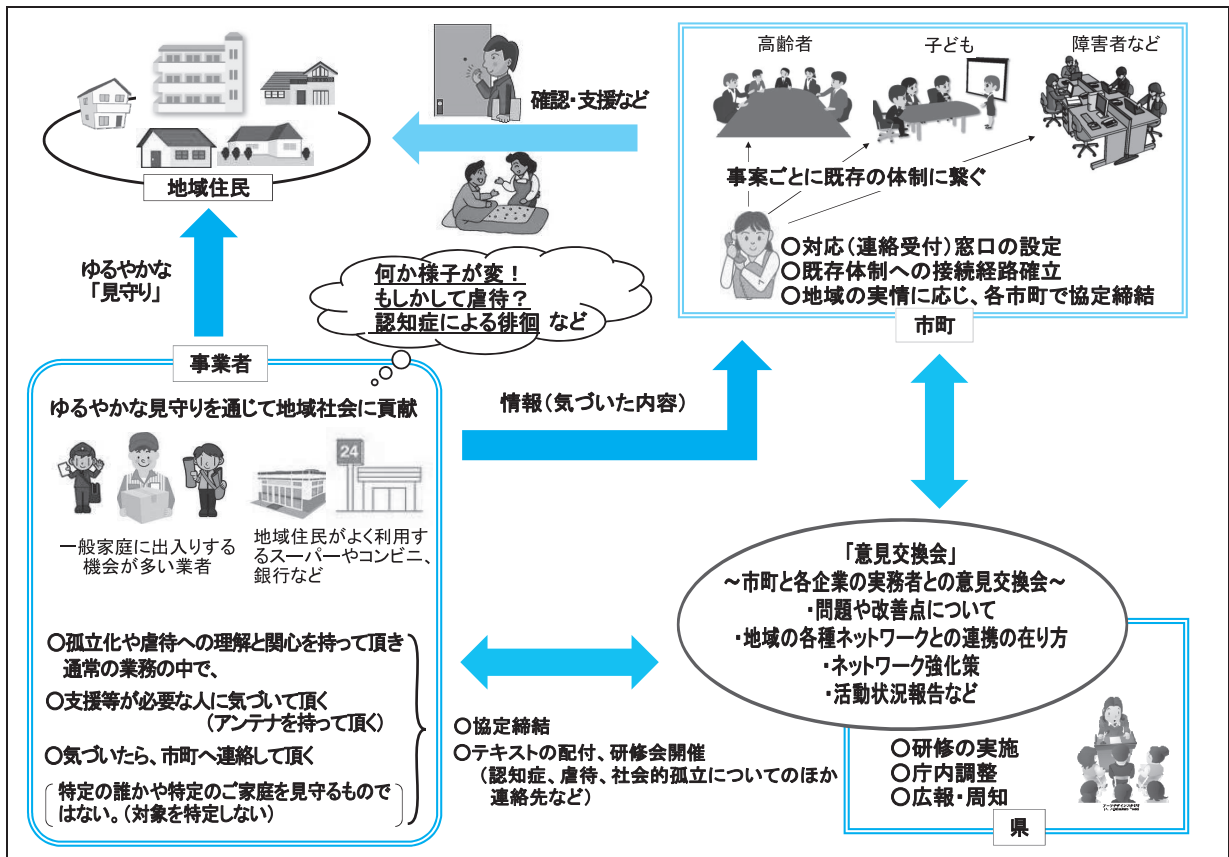 高齢者
子ども
障害者など
事案ごとに既存の体制に繋ぐ
○対応(連絡受付)窓口の設定
○既存体制への接続経路確立
○地域の実情に応じ、各市町で協定締結
市町
確認・支援など
地域住民
ゆるやかな
「見守り」
何か様子が変!
もしかして虐待?
認知症による徘徊 など
事業者
ゆるやかな見守りを通じて地域社会に貢献
24
一般家庭に出入りする
機会が多い業者
地域住民がよく利用す
るスーパーやコンビニ、
銀行など
○孤立化や虐待への理解と関心を持って頂き
通常の業務の中で、
○支援等が必要な人に気づいて頂く
(アンテナを持って頂く)
○気づいたら、市町へ連絡して頂く
特定の誰かや特定のご家庭を見守るもので
はない。(対象を特定しない)
情報(気づいた内容)
○協定締結
○テキストの配付、研修会開催
(認知症、虐待、社会的孤立についてのほか
連絡先など)
「意見交換会」
~市町と各企業の実務者との意見交換会~
・問題や改善点について
・地域の各種ネットワークとの連携の在り方
・ネットワーク強化策
・活動状況報告など
○研修の実施
○庁内調整
○広報・周知
県